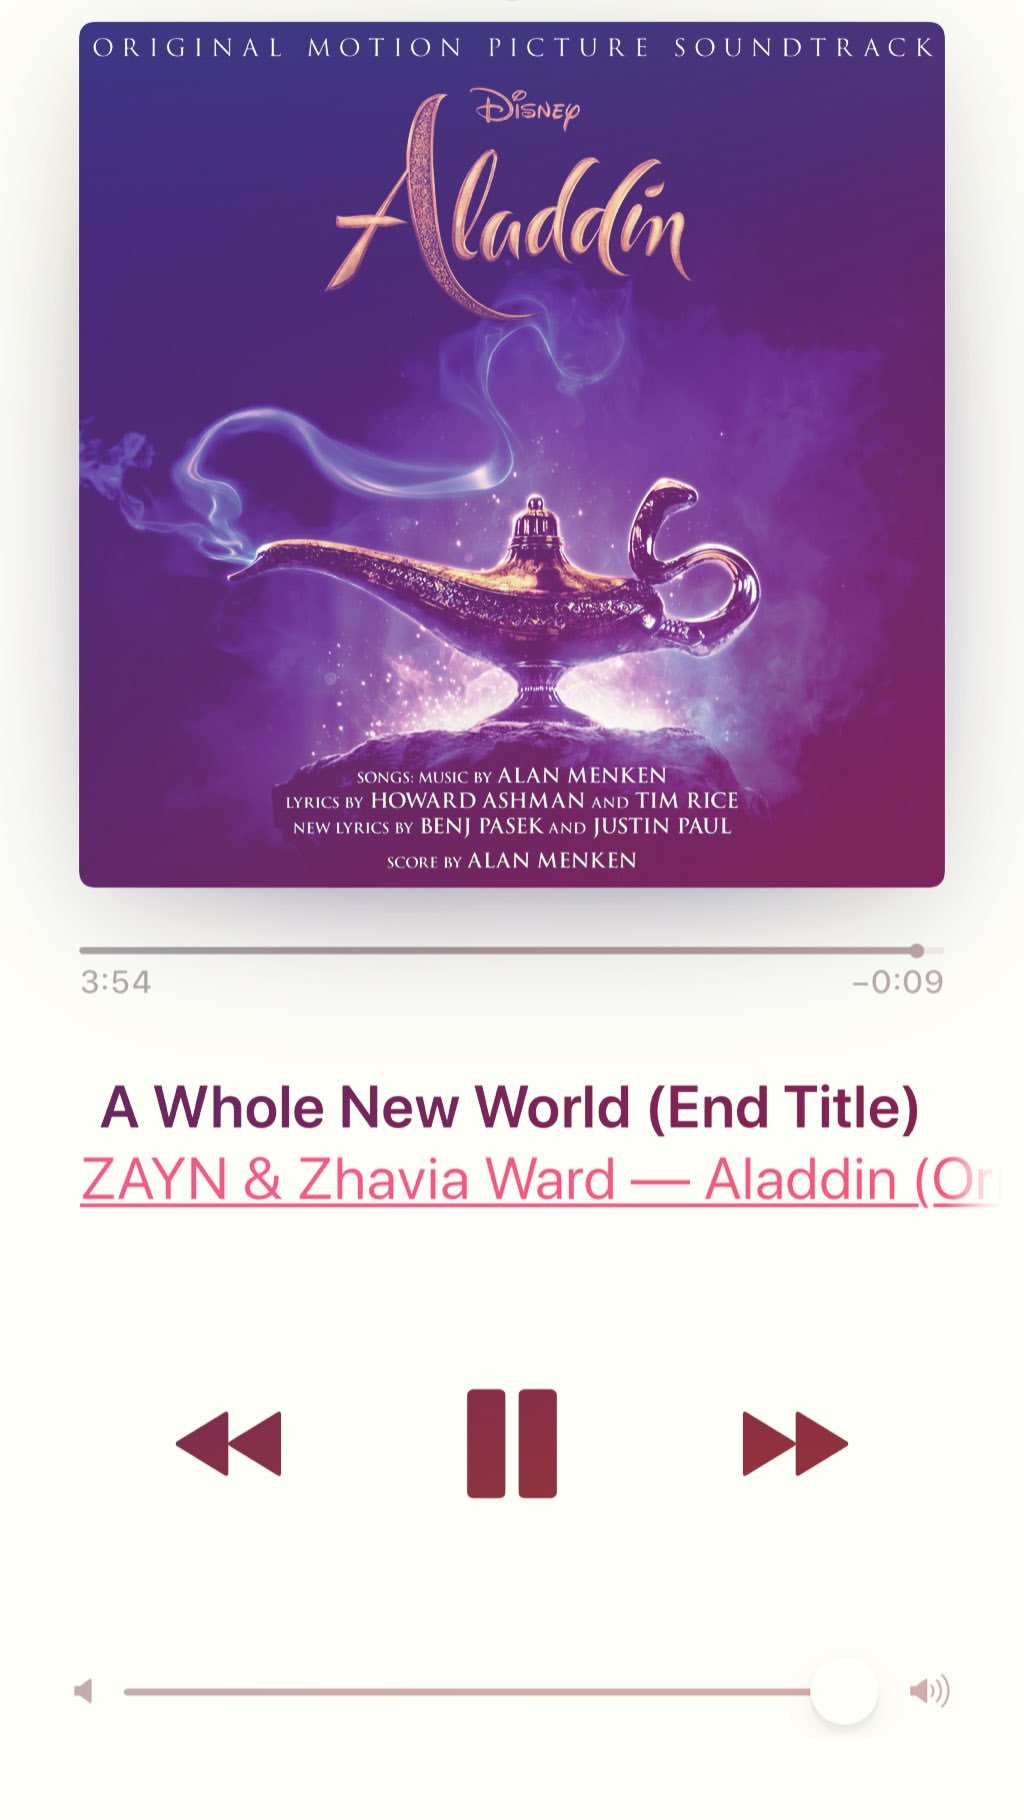 ORIGINAL MOTION PICTURE SOUNDTRACK
DISNEY
Aladdin
SONGS: MUSIC BY ALAN MENKEN
LYRICS BY HOWARD ASHMAN AND TIM RICE
NEW LYRICS BY BENJ PASEK AND JUSTIN PAUL
SCORE BY ALAN MENKEN
3:54
−0:09
A Whole New World (End Title)
ZAYN & Zhavia Ward — Aladdin (Ori